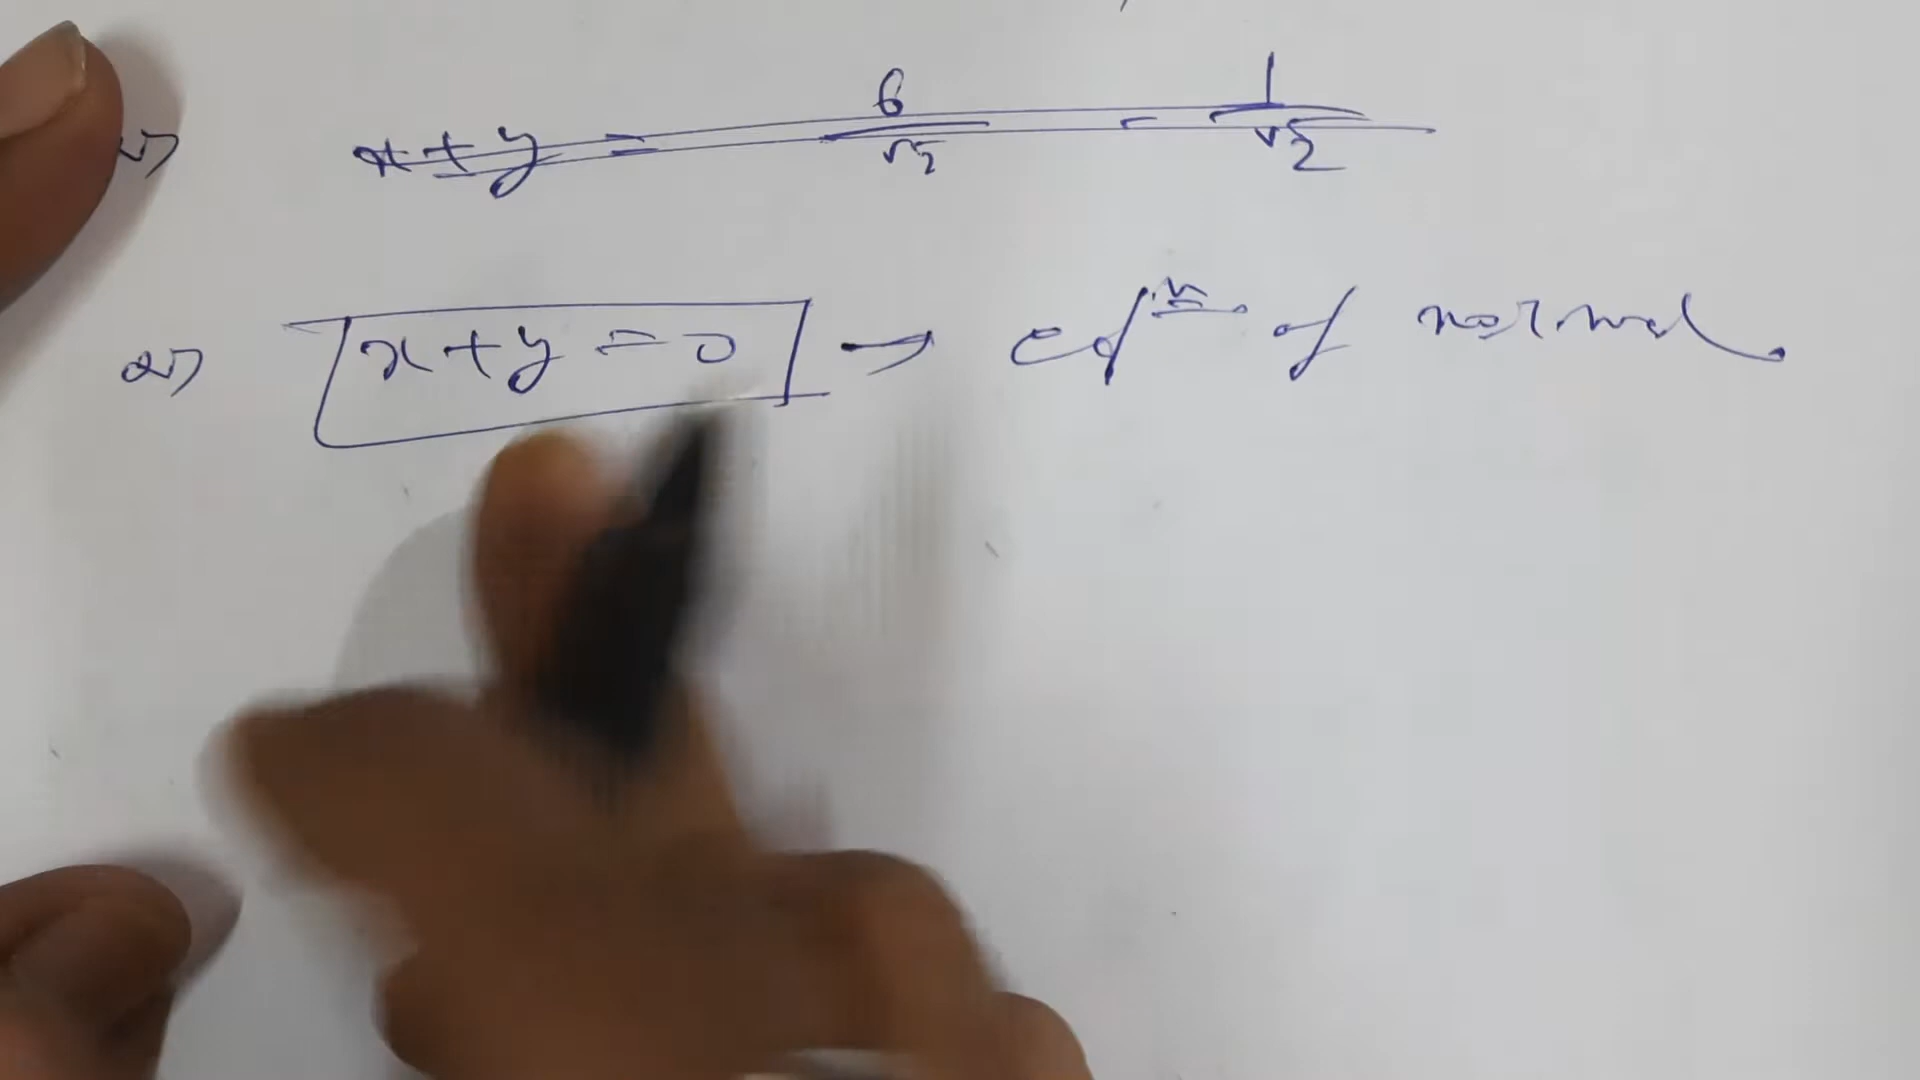 ⇒ x + y = 6/√2 - 1/√2
⇒ x + y = 0 → eqⁿ. of normal.